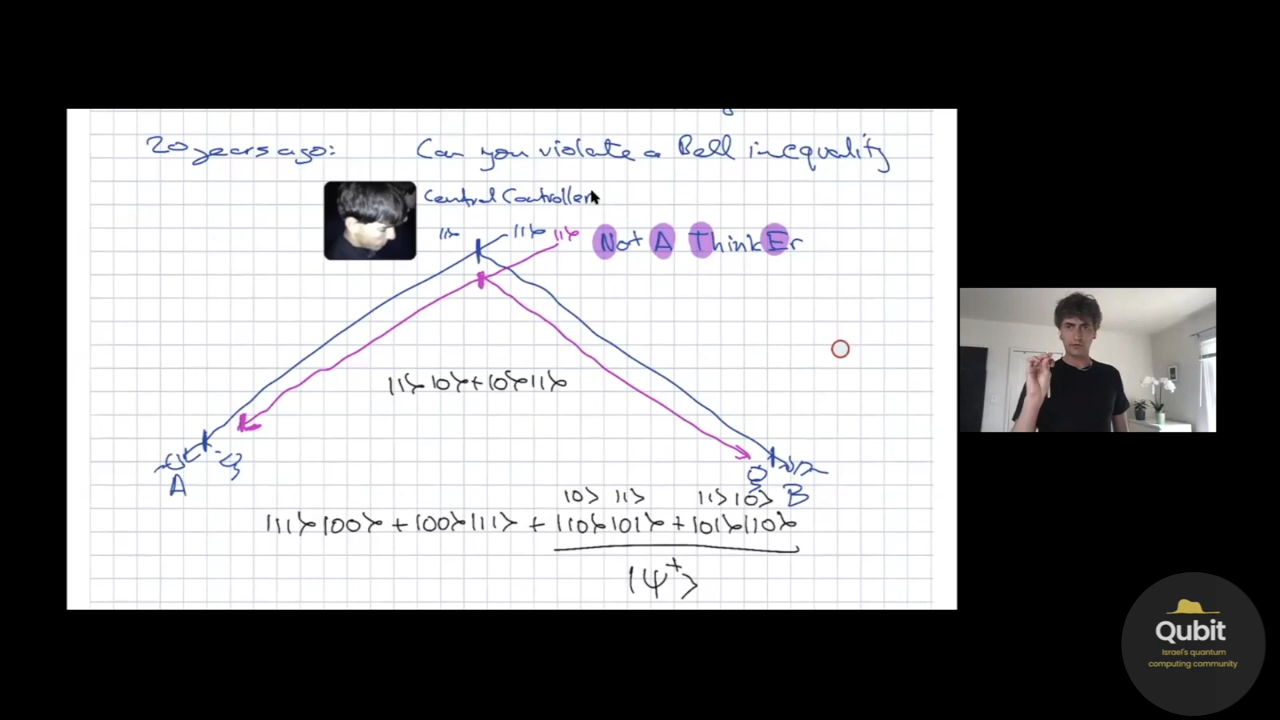 20 years ago: Can you violate a Bell inequality
Central Controller
|1> |1> |1> Not A ThinkEr
|1>|0>+|0>|1>
A
B
|0> |1> |1>|0>
|11>|00> + |00>|11> + |10>|01> + |01>|10>
|ψ⁺>
Qubit
Israel's quantum
computing community